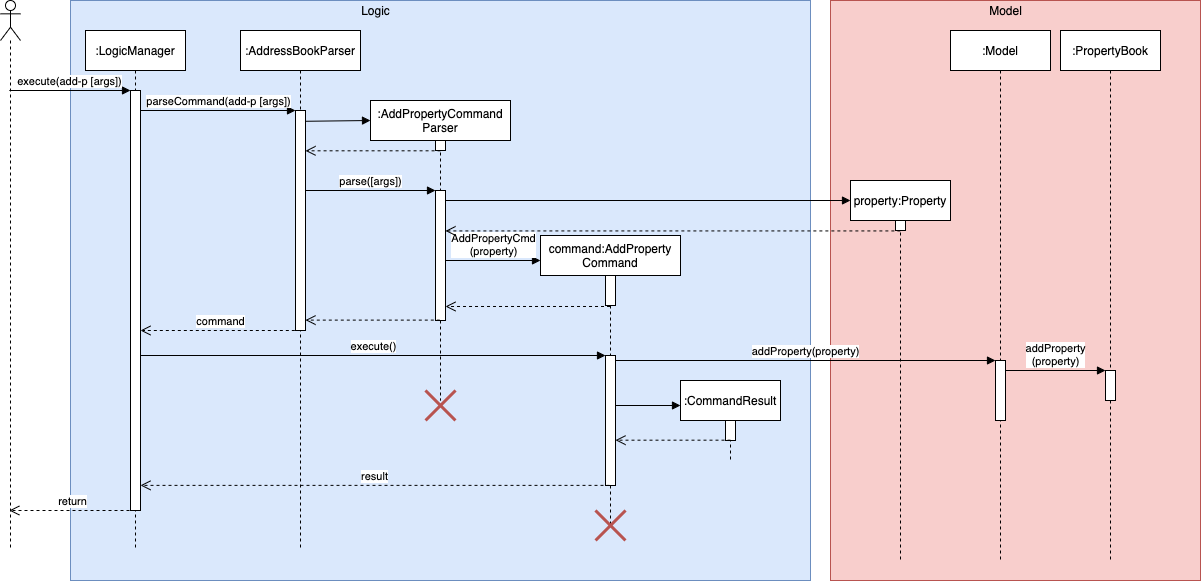 Logic
Model
:LogicManager
:AddressBookParser
:Model
:PropertyBook
execute(add-p [args])
parseCommand(add-p [args])
:AddPropertyCommand
Parser
parse([args])
property:Property
AddPropertyCmd
(property)
command:AddProperty
Command
command
execute()
addProperty(property)
addProperty
(property)
:CommandResult
result
return